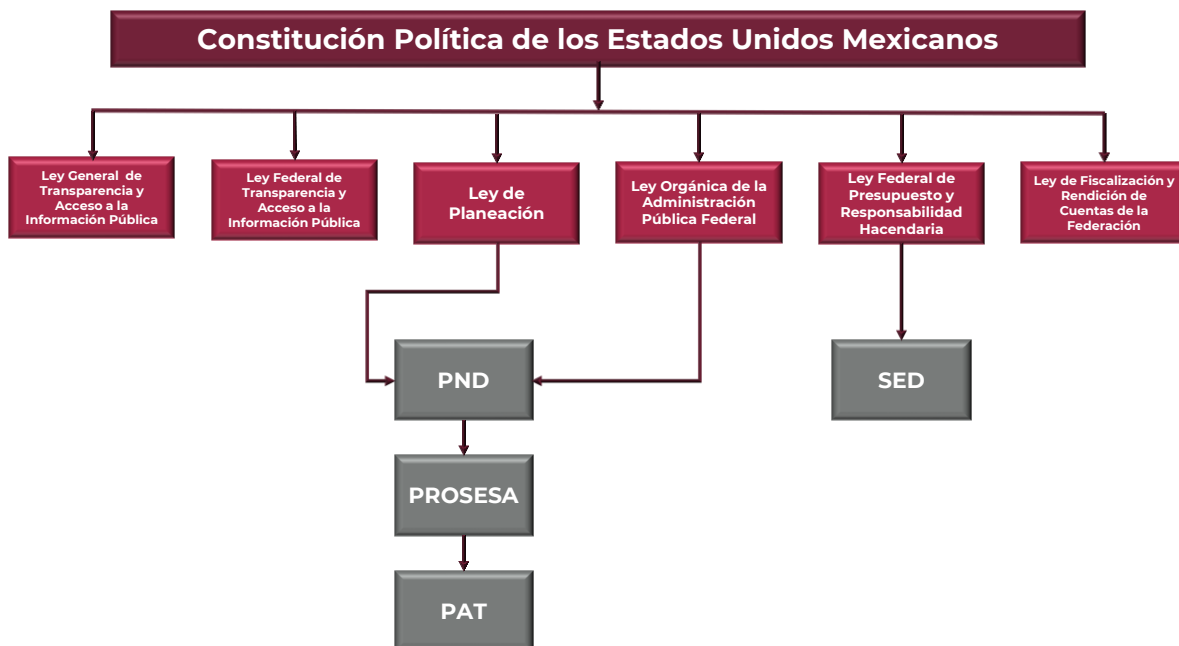 Constitución Política de los Estados Unidos Mexicanos
Ley General de
Transparencia y
Acceso a la
Información Pública
Ley Federal de
Transparencia y
Acceso a la
Información Pública
Ley de
Planeación
Ley Orgánica de la
Administración
Pública Federal
Ley Federal de
Presupuesto y
Responsabilidad
Hacendaria
Ley de Fiscalización y
Rendición de
Cuentas de la
Federación
PND
SED
PROSESA
PAT